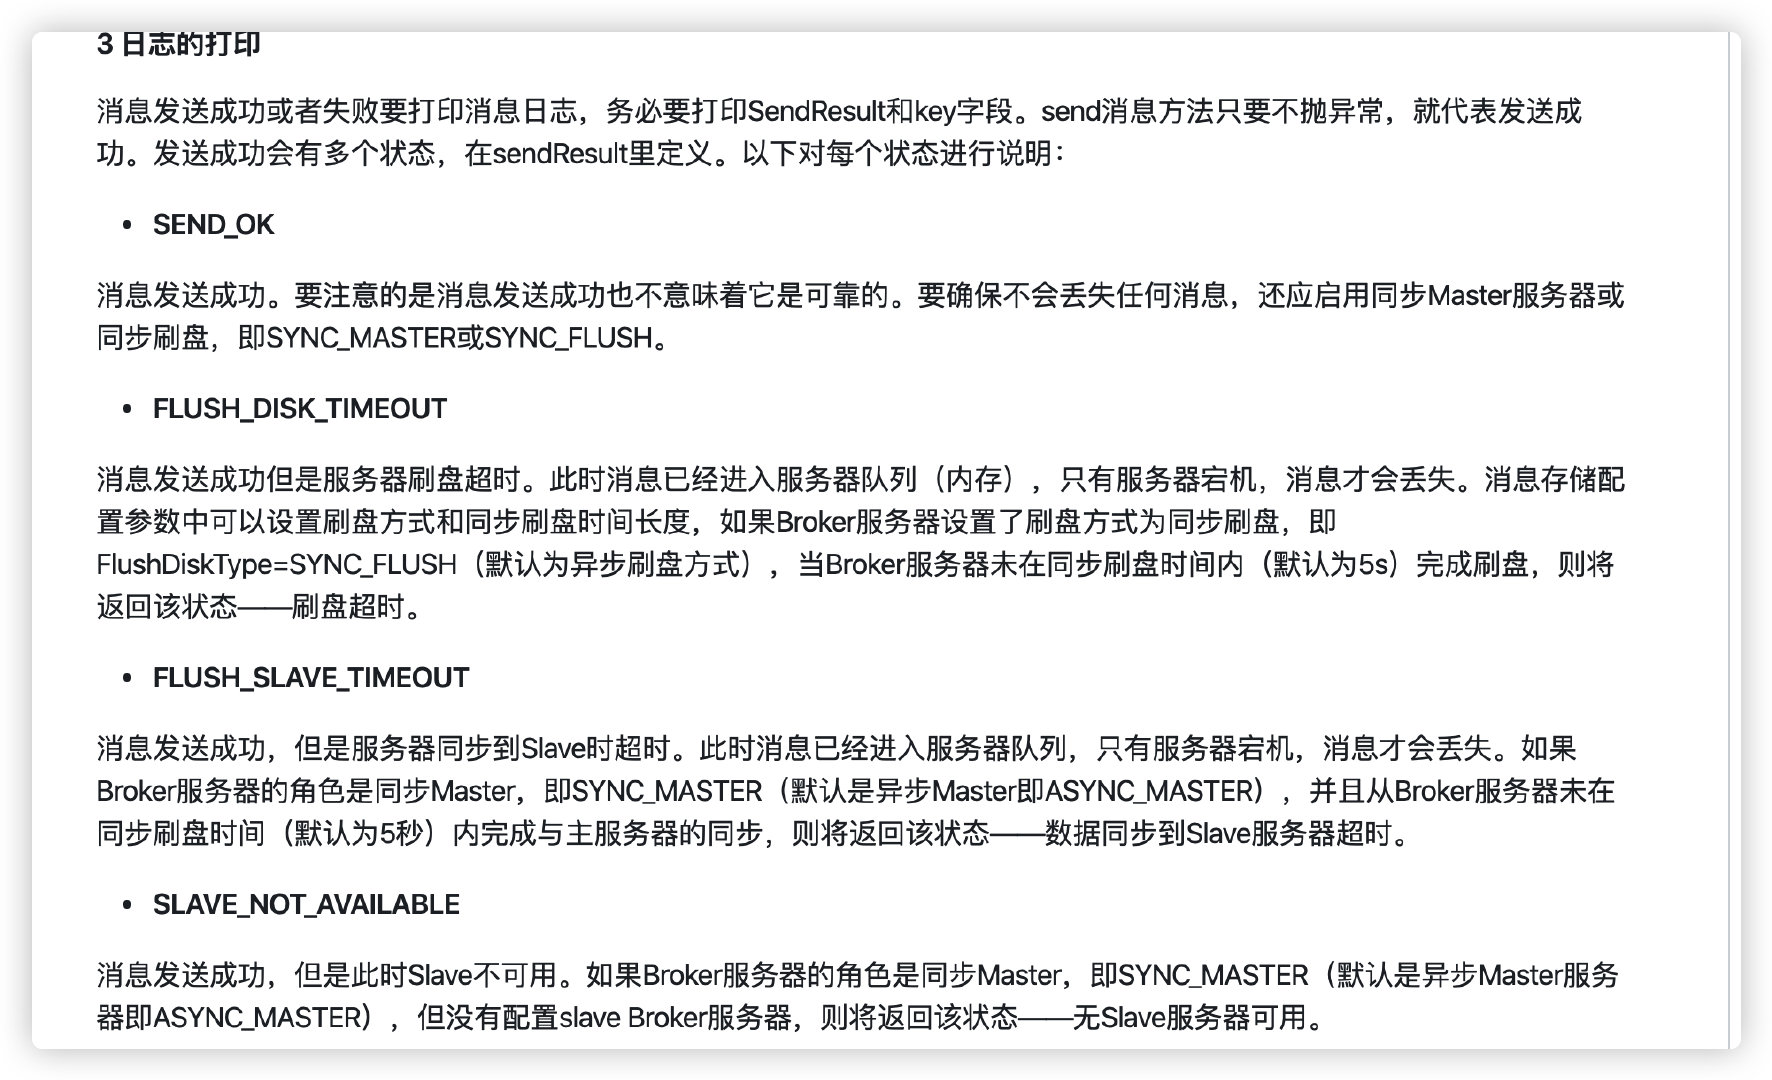 3 日志的打印
消息发送成功或者失败要打印消息日志，务必要打印SendResult和key字段。send消息方法只要不抛异常，就代表发送成
功。发送成功会有多个状态，在sendResult里定义。以下对每个状态进行说明：
• SEND_OK
消息发送成功。要注意的是消息发送成功也不意味着它是可靠的。要确保不会丢失任何消息，还应启用同步Master服务器或
同步刷盘，即SYNC_MASTER或SYNC_FLUSH。
• FLUSH_DISK_TIMEOUT
消息发送成功但是服务器刷盘超时。此时消息已经进入服务器队列（内存），只有服务器宕机，消息才会丢失。消息存储配
置参数中可以设置刷盘方式和同步刷盘时间长度，如果Broker服务器设置了刷盘方式为同步刷盘，即
FlushDiskType=SYNC_FLUSH（默认为异步刷盘方式），当Broker服务器未在同步刷盘时间内（默认为5s）完成刷盘，则将
返回该状态——刷盘超时。
• FLUSH_SLAVE_TIMEOUT
消息发送成功，但是服务器同步到Slave时超时。此时消息已经进入服务器队列，只有服务器宕机，消息才会丢失。如果
Broker服务器的角色是同步Master，即SYNC_MASTER（默认是异步Master即ASYNC_MASTER），并且从Broker服务器未在
同步刷盘时间（默认为5秒）内完成与主服务器的同步，则将返回该状态——数据同步到Slave服务器超时。
• SLAVE_NOT_AVAILABLE
消息发送成功，但是此时Slave不可用。如果Broker服务器的角色是同步Master，即SYNC_MASTER（默认是异步Master服务
器即ASYNC_MASTER），但没有配置slave Broker服务器，则将返回该状态——无Slave服务器可用。